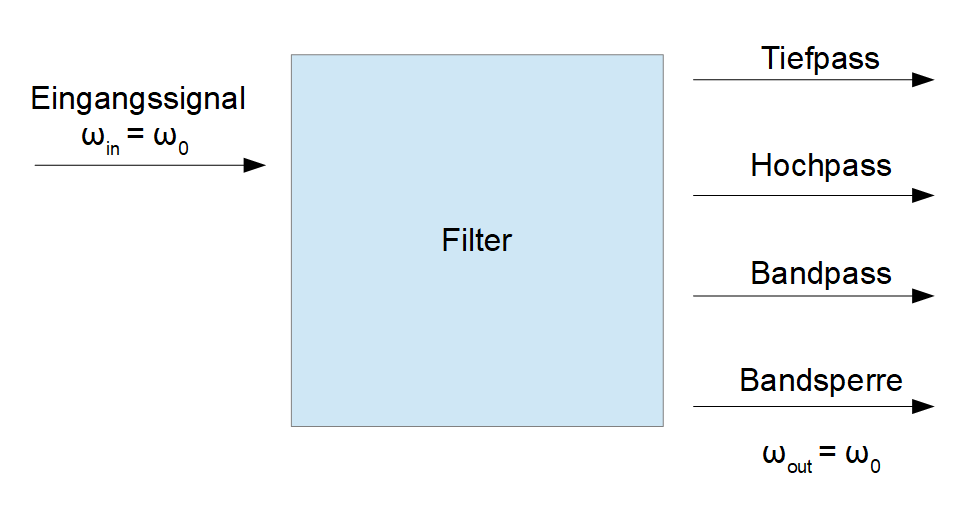 Eingangssignal
ωin = ω0
Filter
Tiefpass
Hochpass
Bandpass
Bandsperre
ωout = ω0